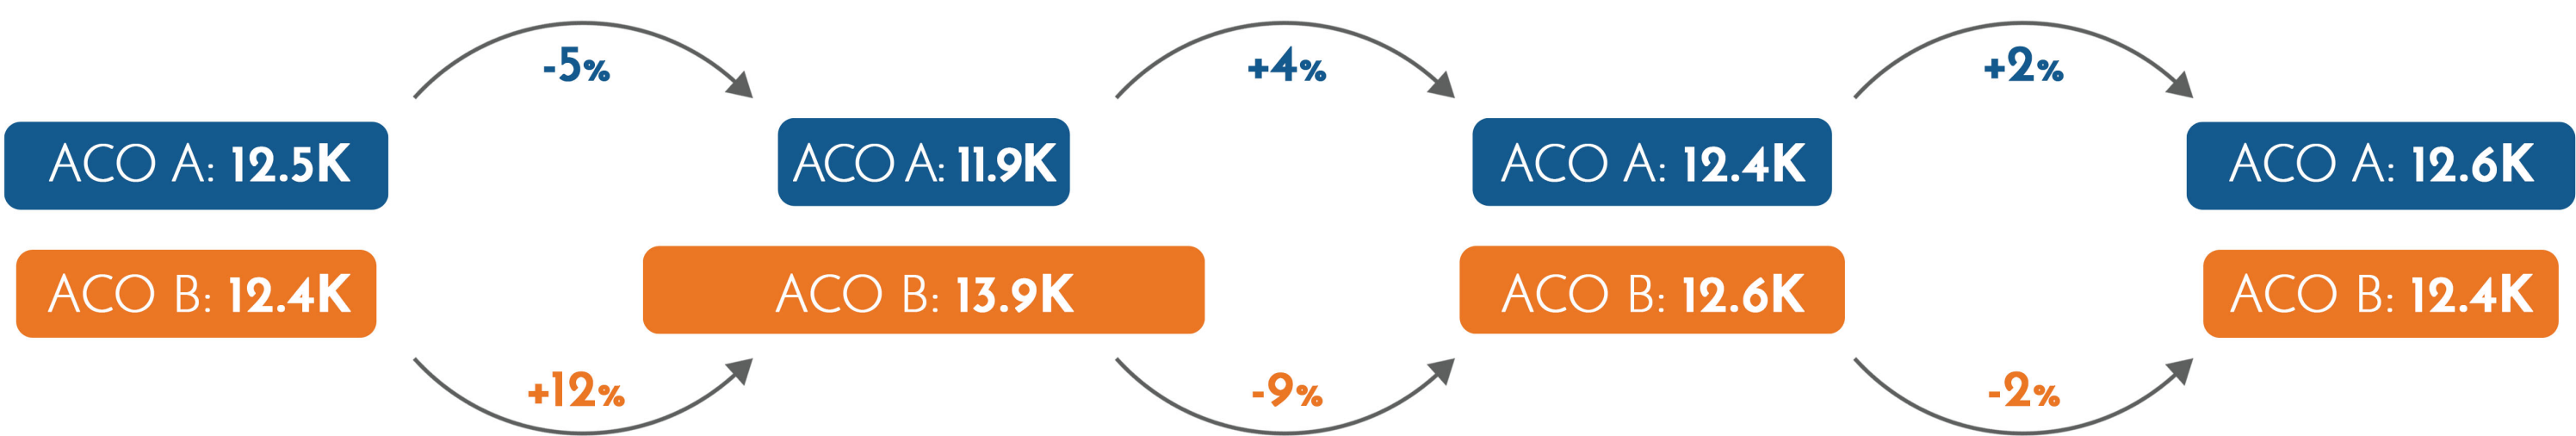 -5%
+4%
+2%
ACO A: 12.5K
ACO A: 11.9K
ACO A: 12.4K
ACO A: 12.6K
ACO B: 12.4K
ACO B: 13.9K
ACO B: 12.6K
ACO B: 12.4K
+12%
-9%
-2%